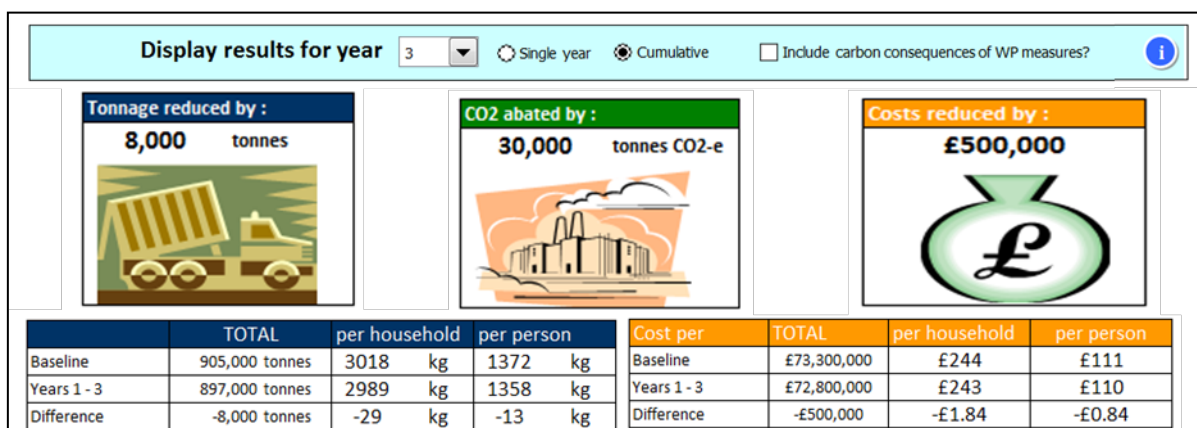 Display results for year 3 Single year Cumulative Include carbon consequences of WP measures? i
Tonnage reduced by :
8,000 tonnes
CO2 abated by :
30,000 tonnes CO2-e
Costs reduced by :
£500,000
£
TOTAL per household per person
Baseline 905,000 tonnes 3018 kg 1372 kg
Years 1 - 3 897,000 tonnes 2989 kg 1358 kg
Difference -8,000 tonnes -29 kg -13 kg
Cost per TOTAL per household per person
Baseline £73,300,000 £244 £111
Years 1 - 3 £72,800,000 £243 £110
Difference -£500,000 -£1.84 -£0.84